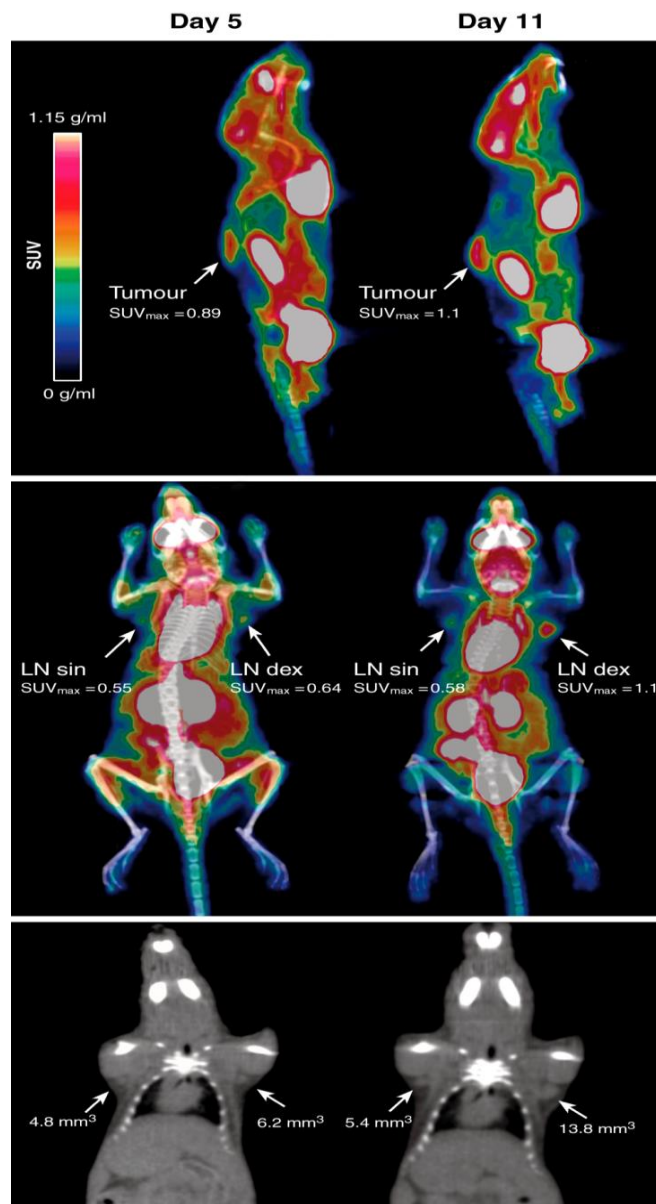 Day 5
Day 11
1.15 g/ml
SUV
0 g/ml
Tumour
SUVmax = 0.89
Tumour
SUVmax = 1.1
LN sin
SUVmax = 0.55
LN dex
SUVmax = 0.64
LN sin
SUVmax = 0.58
LN dex
SUVmax = 1.1
4.8 mm³
6.2 mm³
5.4 mm³
13.8 mm³